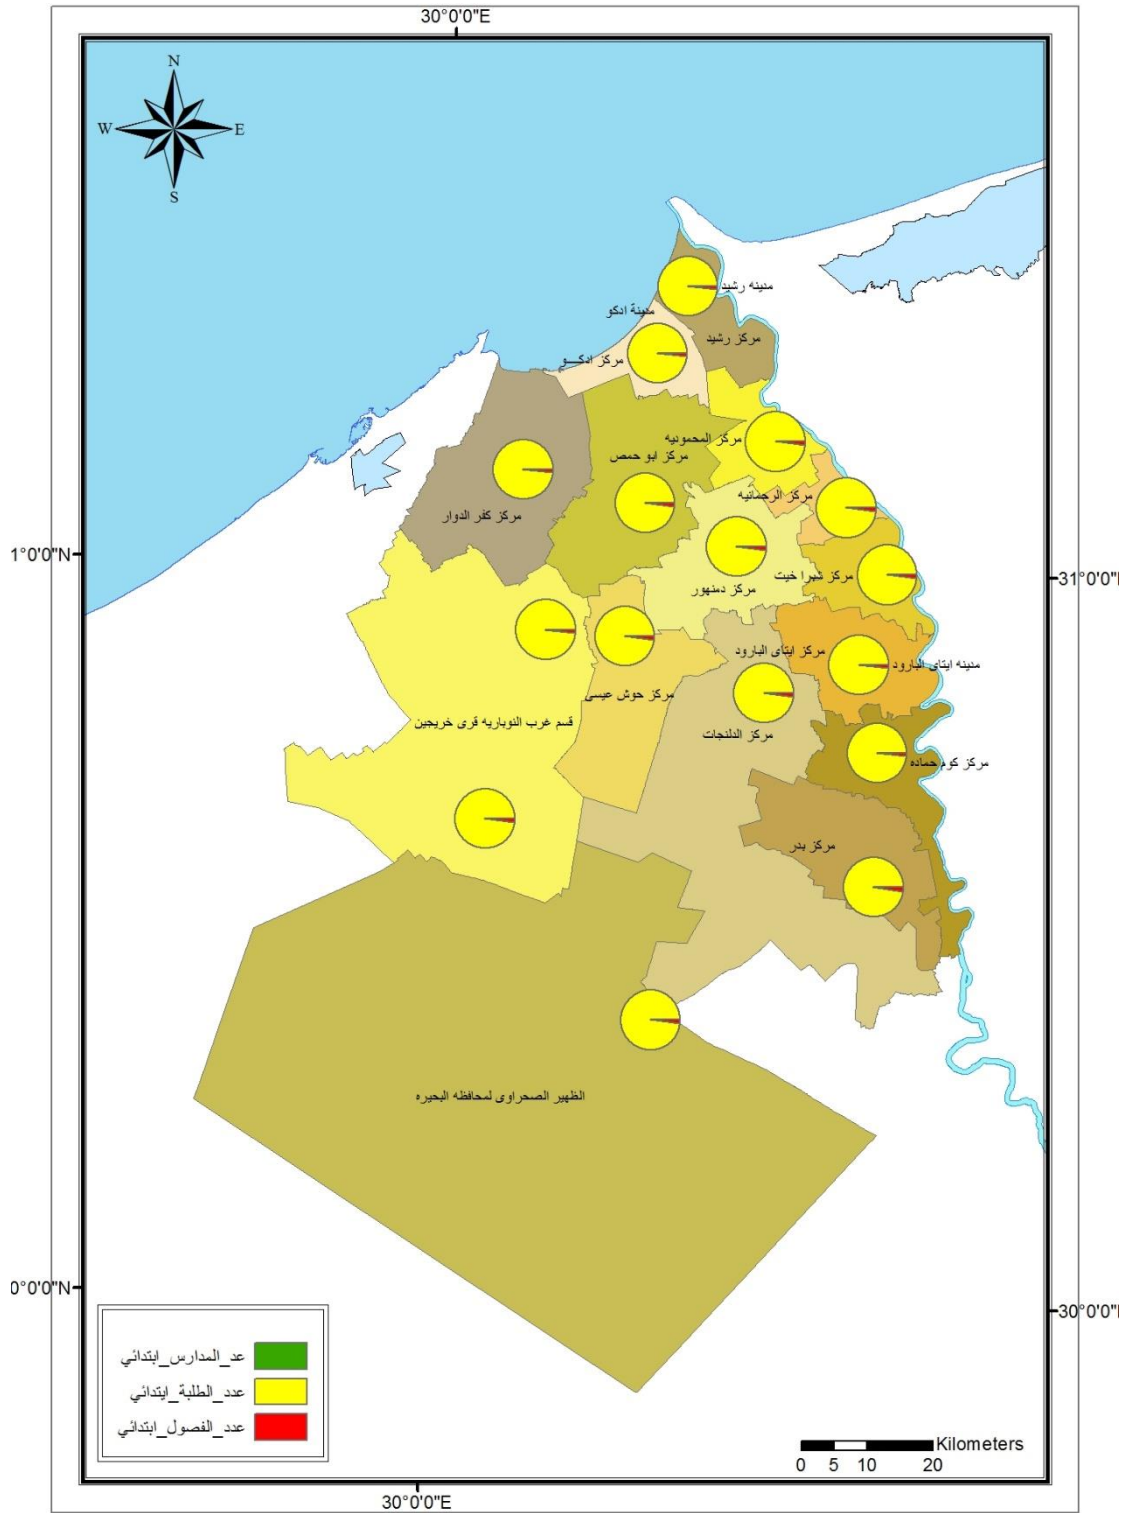 30°0'0"E
N
W
E
S
مدينه رشيد
مدينة ادكو
مركز رشيد
مركز ادكـــو
مركز المحموديه
مركز ابو حمص
مركز الرحمانيه
مركز كفر الدوار
1°0'0"N
31°0'0"I
مركز شبرا خيت
مركز دمنهور
مركز ايتاى البارود
مدينه ايتاى البارود
مركز حوش عيسى
قسم غرب النوباريه قرى خريجين
مركز الدلنجات
مركز كوم حماده
مركز بدر
الظهير الصحراوى لمحافظه البحيره
0°0'0"N
30°0'0"I
عد_المدارس_ابتدائي
عدد_الطلبة_ابتدائي
عدد_الفصول_ابتدائي
Kilometers
0 5 10 20
30°0'0"E